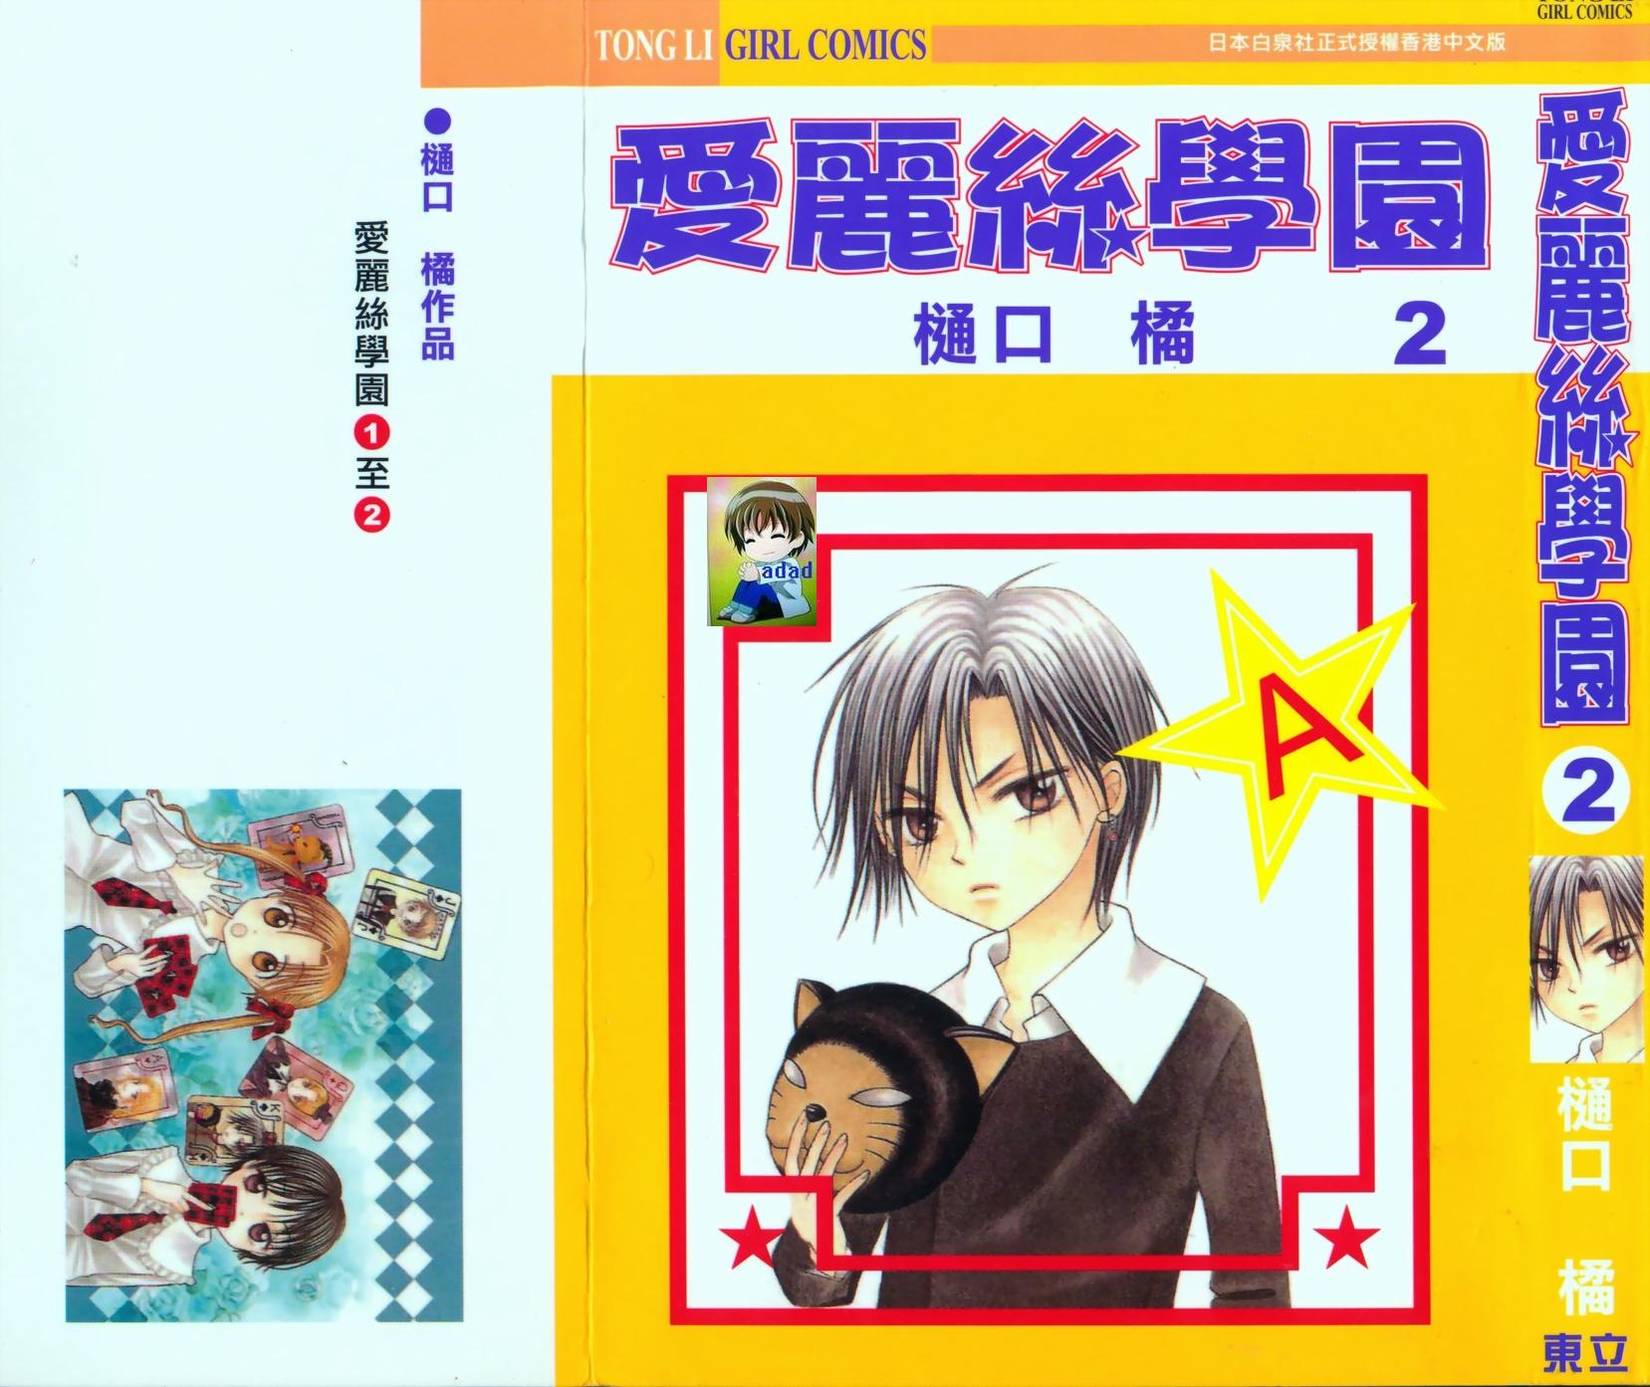 TONG LI GIRL COMICS
日本白泉社正式授權香港中文版
愛麗絲學園
樋口 橘 2
adad
A
●樋口 橘作品
愛麗絲學園1至2
GIRL COMICS
愛麗絲學園
2
樋口 橘
東立